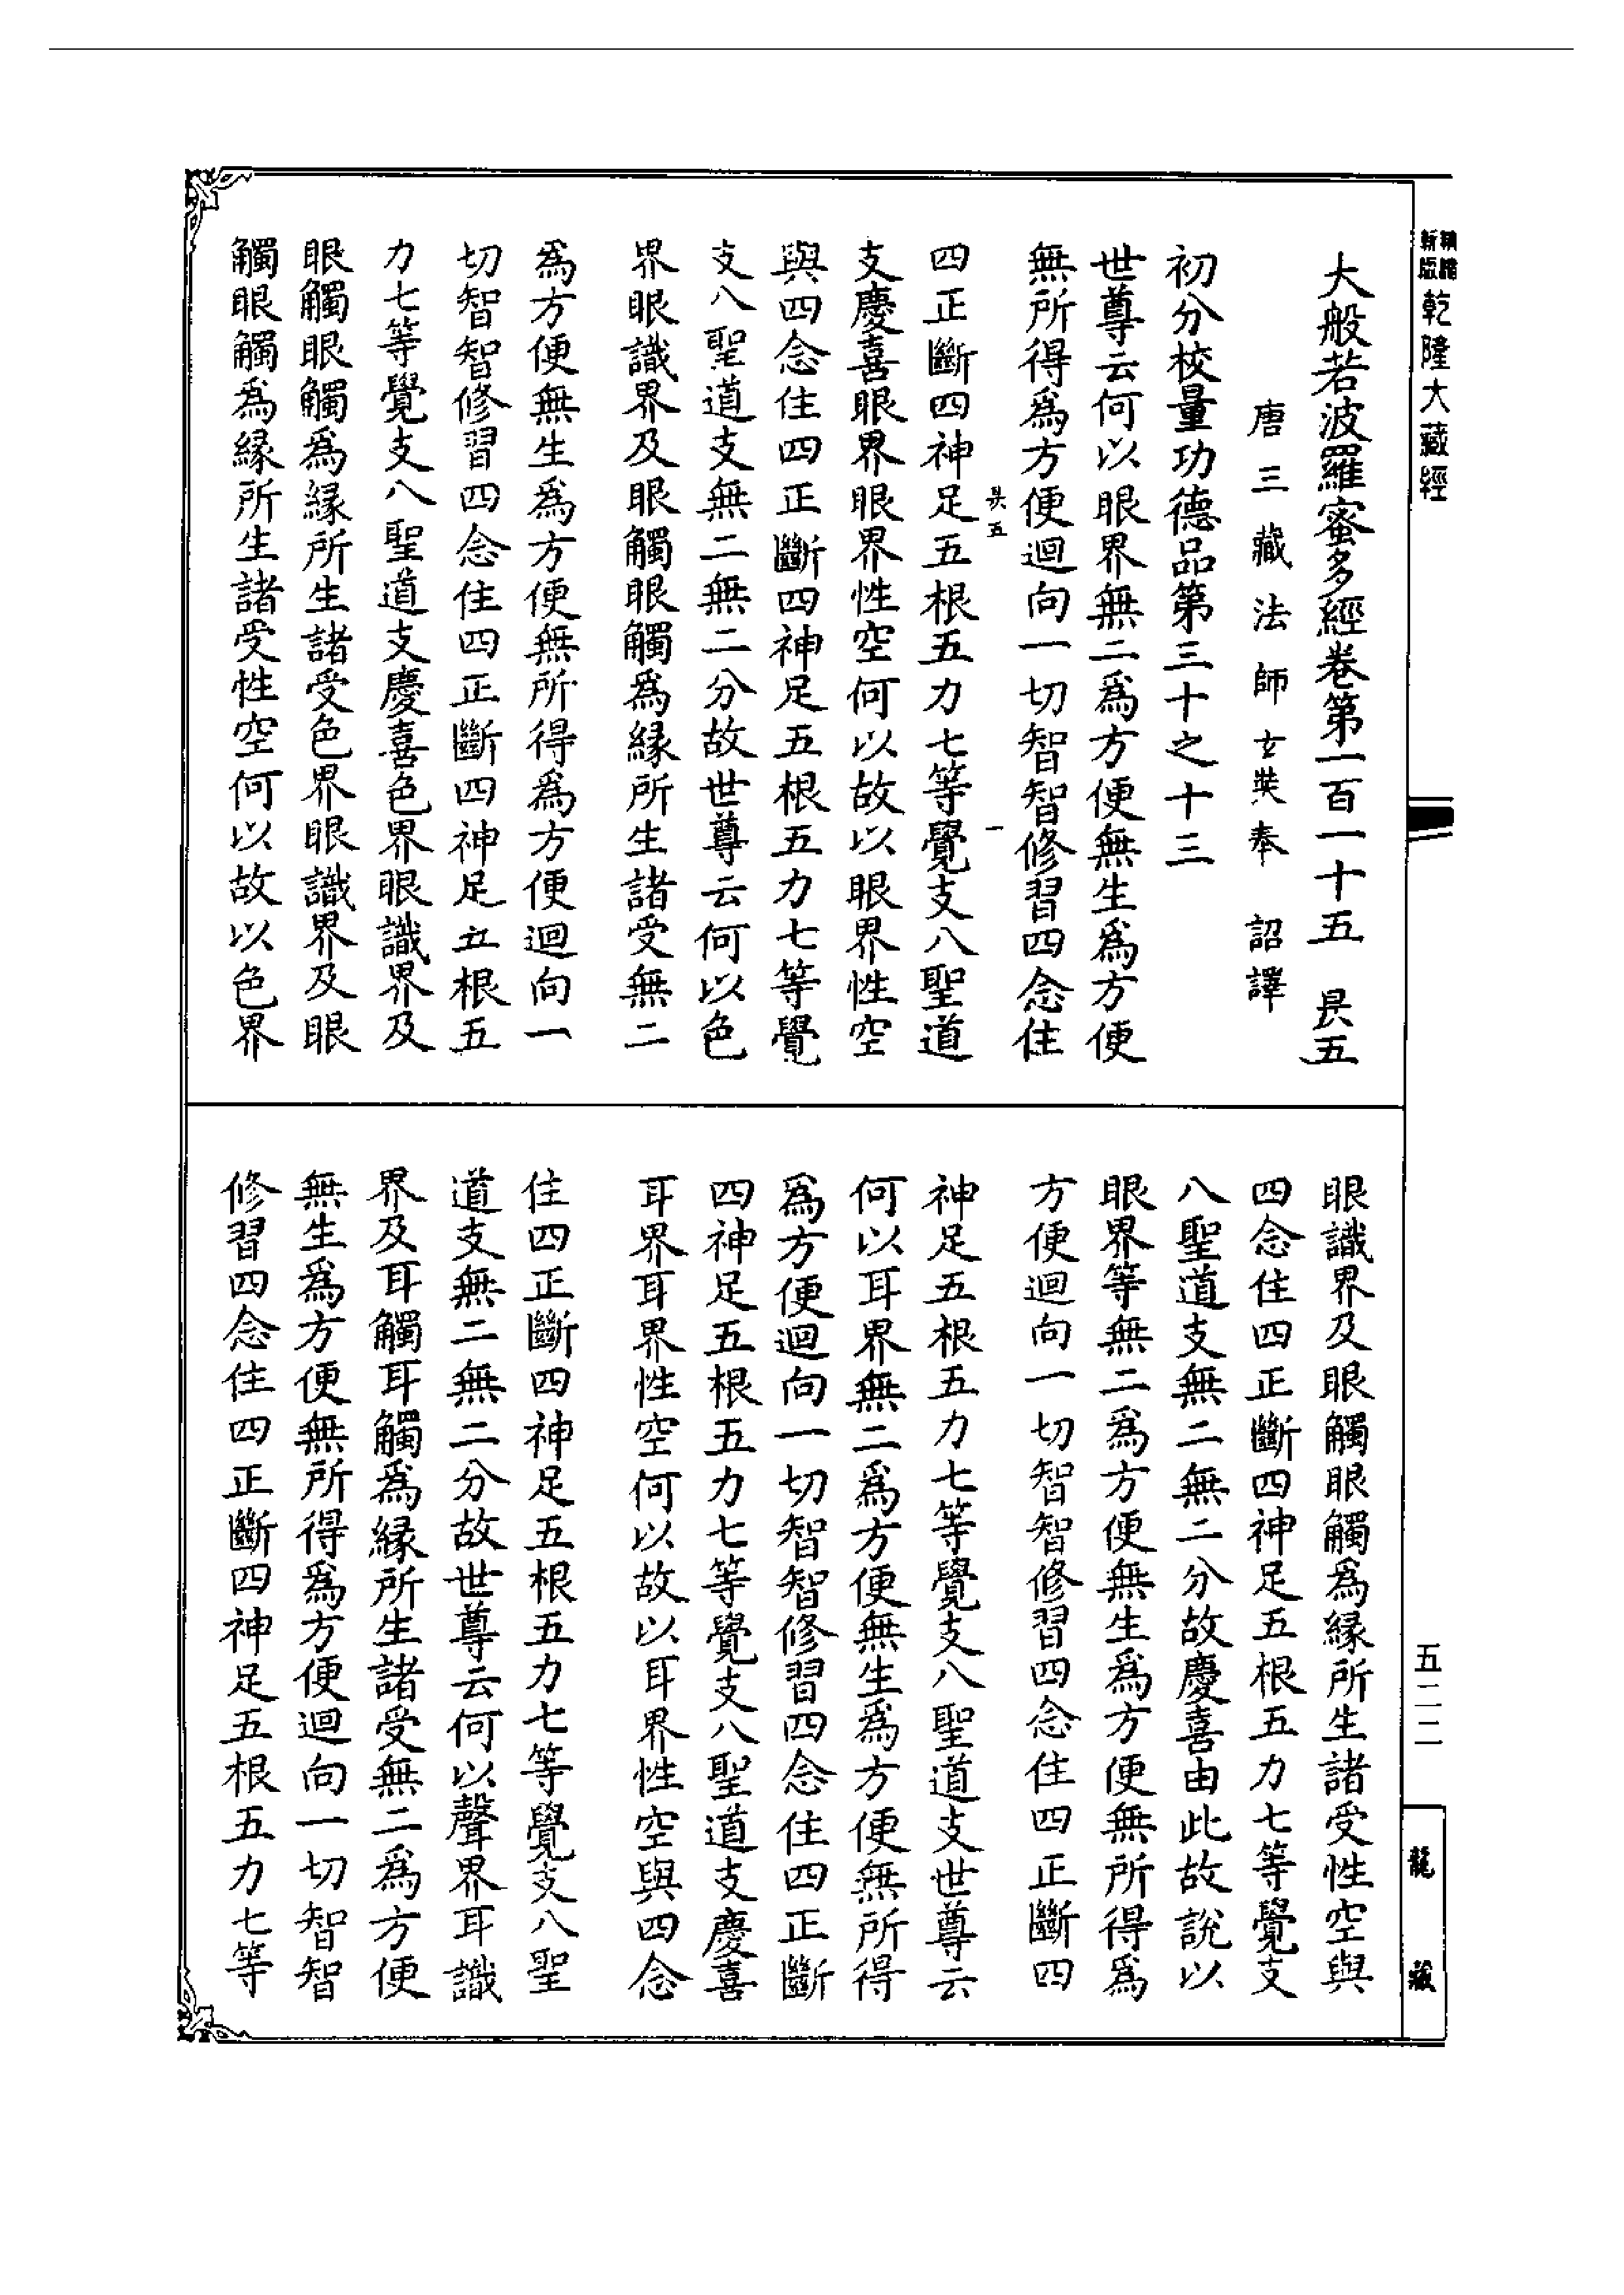 新版精縮乾隆大藏經
大般若波羅蜜多經卷第一百一十五 昃五
唐三藏法師玄奘奉 詔譯
初分校量功德品第三十之十三
世尊云何以眼界無二為方便無生為方便
無所得為方便迴向一切智智修習四念住
昃五 一
四正斷四神足五根五力七等覺支八聖道
支慶喜眼界眼界性空何以故以眼界性空
與四念住四正斷四神足五根五力七等覺
支八聖道支無二無二分故世尊云何以色
界眼識界及眼觸眼觸為緣所生諸受無二
為方便無生為方便無所得為方便迴向一
切智智修習四念住四正斷四神足五根五
力七等覺支八聖道支慶喜色界眼識界及
眼觸眼觸為緣所生諸受色界眼識界及眼
觸眼觸為緣所生諸受性空何以故以色界
眼識界及眼觸眼觸為緣所生諸受性空與
四念住四正斷四神足五根五力七等覺支
八聖道支無二無二分故慶喜由此故說以
眼界等無二為方便無生為方便無所得為
方便迴向一切智智修習四念住四正斷四
神足五根五力七等覺支八聖道支世尊云
何以耳界無二為方便無生為方便無所得
為方便迴向一切智智修習四念住四正斷
四神足五根五力七等覺支八聖道支慶喜
耳界耳界性空何以故以耳界性空與四念
住四正斷四神足五根五力七等覺支八聖
道支無二無二分故世尊云何以聲界耳識
界及耳觸耳觸為緣所生諸受無二為方便
無生為方便無所得為方便迴向一切智智
修習四念住四正斷四神足五根五力七等
五二二
龍藏